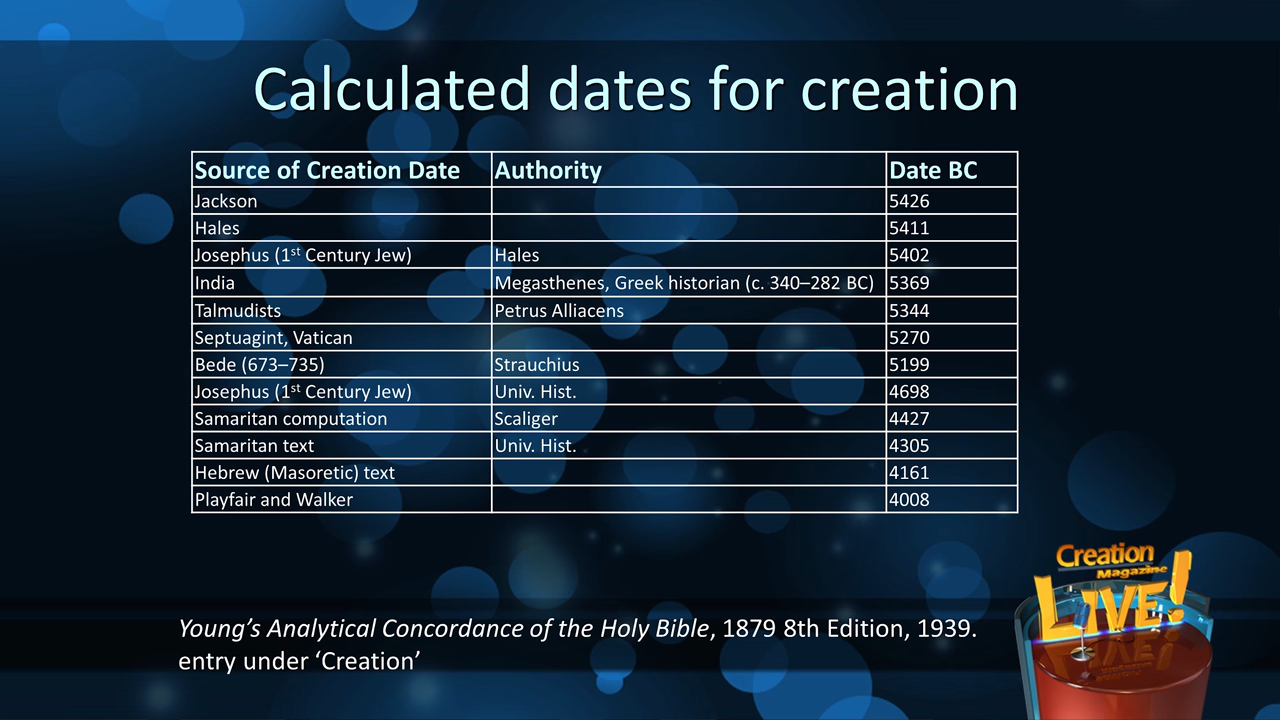 Calculated dates for creation
Source of Creation Date Authority Date BC
Jackson 5426
Hales 5411
Josephus (1st Century Jew) Hales 5402
India Megasthenes, Greek historian (c. 340–282 BC) 5369
Talmudists Petrus Alliacens 5344
Septuagint, Vatican 5270
Bede (673–735) Strauchius 5199
Josephus (1st Century Jew) Univ. Hist. 4698
Samaritan computation Scaliger 4427
Samaritan text Univ. Hist. 4305
Hebrew (Masoretic) text 4161
Playfair and Walker 4008
Creation
Magazine
LIVE!
Young’s Analytical Concordance of the Holy Bible, 1879 8th Edition, 1939.
entry under ‘Creation’